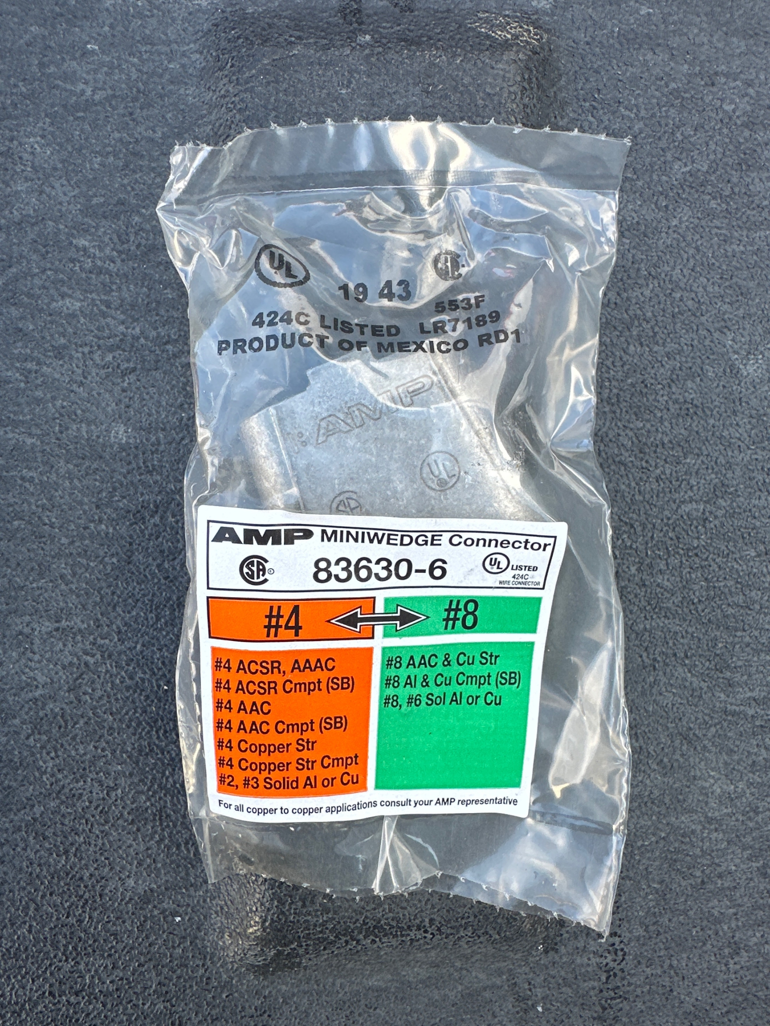 UL
19 43
553F
424C LISTED LR7189
PRODUCT OF MEXICO RD1
AMP
UL
SA
AMP MINIWEDGE Connector
SA
83630-6
UL LISTED
424C
WIRE CONNECTOR
#4
#8
#4 ACSR, AAAC
#4 ACSR Cmpt (SB)
#4 AAC
#4 AAC Cmpt (SB)
#4 Copper Str
#4 Copper Str Cmpt
#2, #3 Solid Al or Cu
#8 AAC & Cu Str
#8 Al & Cu Cmpt (SB)
#8, #6 Sol Al or Cu
For all copper to copper applications consult your AMP representative